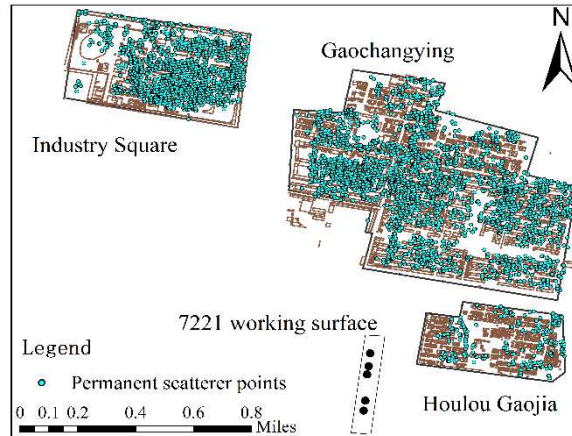 N
Gaochangying
Industry Square
7221 working surface
Legend
Permanent scatterer points
0 0.1 0.2 0.4 0.6 0.8
Miles
Houlou Gaojia